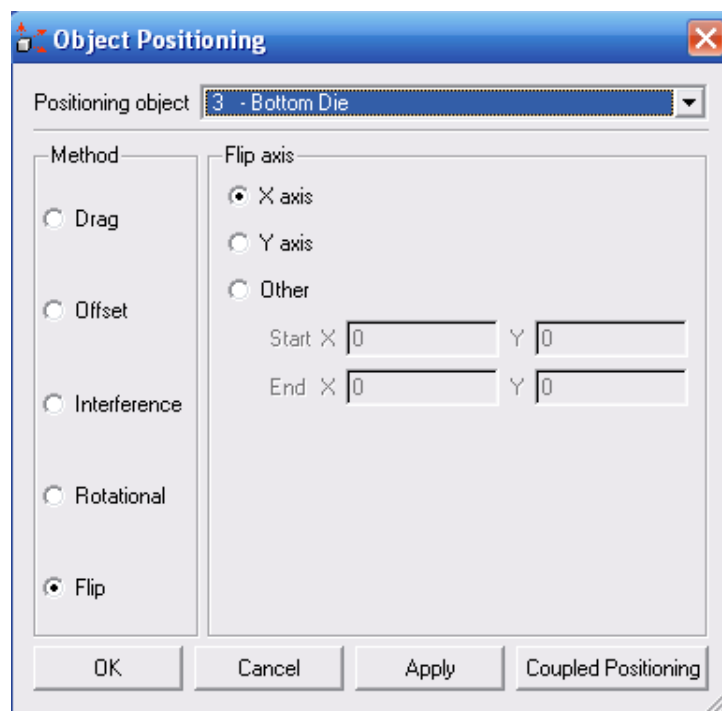 Object Positioning
Positioning object 3 - Bottom Die
Method
Drag
Offset
Interference
Rotational
Flip
Flip axis
X axis
Y axis
Other
Start X 0 Y 0
End X 0 Y 0
OK Cancel Apply Coupled Positioning